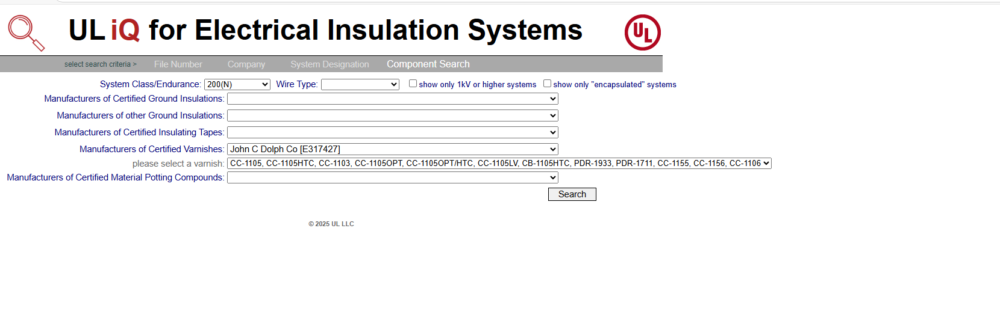 UL iQ for Electrical Insulation Systems
UL
select search criteria > File Number Company System Designation Component Search
System Class/Endurance: 200(N) Wire Type: show only 1kV or higher systems show only "encapsulated" systems
Manufacturers of Certified Ground Insulations:
Manufacturers of other Ground Insulations:
Manufacturers of Certified Insulating Tapes:
Manufacturers of Certified Varnishes: John C Dolph Co [E317427]
please select a varnish: CC-1105, CC-1105HTC, CC-1103, CC-1105OPT, CC-1105OPT/HTC, CC-1105LV, CB-1105HTC, PDR-1933, PDR-1711, CC-1155, CC-1156, CC-1106
Manufacturers of Certified Material Potting Compounds:
Search
© 2025 UL LLC